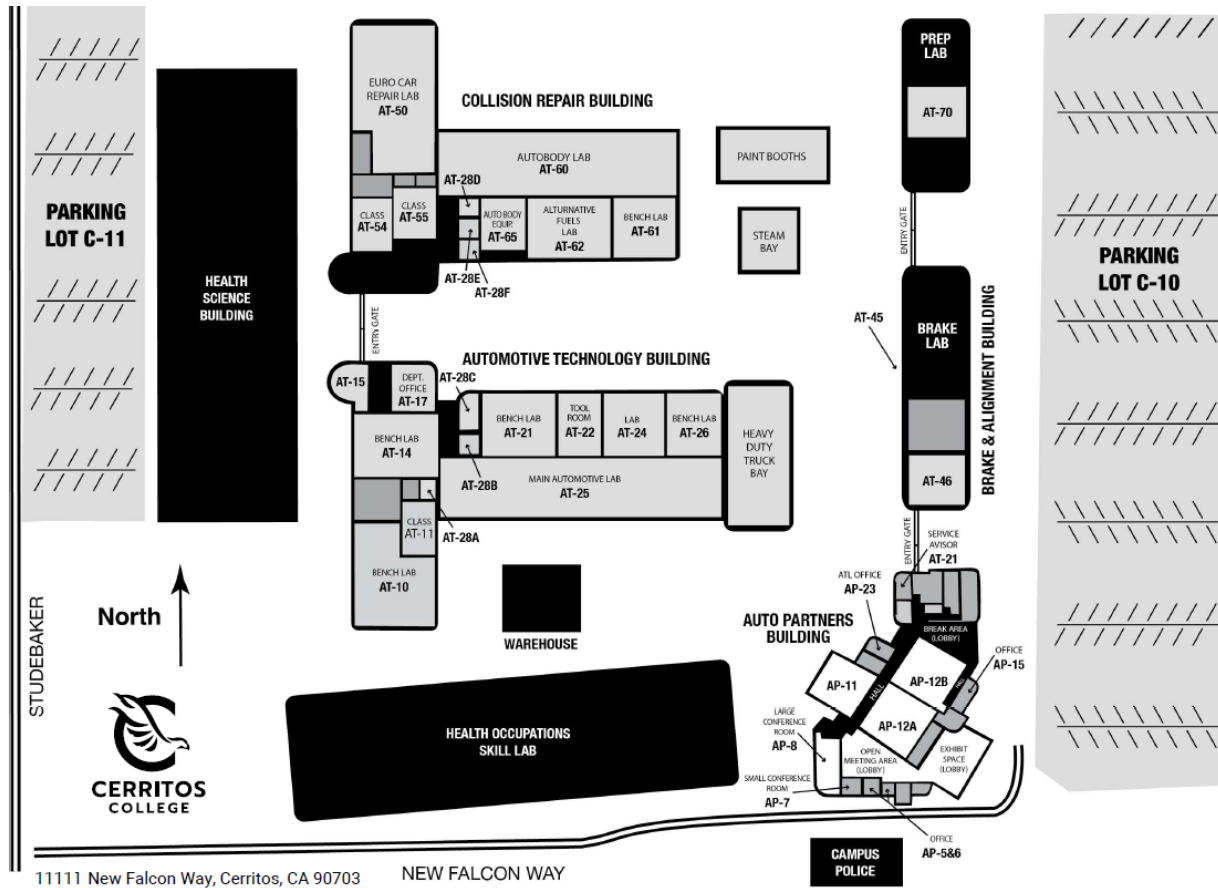 PREP
LAB
AT-70
EURO CAR
REPAIR LAB
AT-50
COLLISION REPAIR BUILDING
AUTOBODY LAB
AT-60
PAINT BOOTHS
AT-28D
CLASS
AT-54
CLASS
AT-55
AUTO BODY
EQUIP.
AT-65
ALTURNATIVE
FUELS
LAB
AT-62
BENCH LAB
AT-61
STEAM
BAY
AT-28E
AT-28F
ENTRY GATE
PARKING
LOT C-11
PARKING
LOT C-10
HEALTH
SCIENCE
BUILDING
ENTRY GATE
AT-45
BRAKE
LAB
BRAKE & ALIGNMENT BUILDING
AUTOMOTIVE TECHNOLOGY BUILDING
AT-15
DEPT.
OFFICE
AT-17
AT-28C
BENCH LAB
AT-21
TOOL
ROOM
AT-22
LAB
AT-24
BENCH LAB
AT-26
HEAVY
DUTY
TRUCK
BAY
BENCH LAB
AT-14
AT-28B
MAIN AUTOMOTIVE LAB
AT-25
AT-46
CLASS
AT-11
AT-28A
BENCH LAB
AT-10
ENTRY GATE
SERVICE
AVISOR
AT-21
ATL OFFICE
AP-23
WAREHOUSE
AUTO PARTNERS
BUILDING
BREAK AREA
(LOBBY)
OFFICE
AP-15
AP-11
HALL
AP-12B
HALL
AP-12A
LARGE
CONFERENCE
ROOM
AP-8
OPEN
MEETING AREA
(LOBBY)
EXHIBIT
SPACE
(LOBBY)
SMALL CONFERENCE
ROOM
AP-7
OFFICE
AP-5&6
North
STUDEBAKER
CERRITOS
COLLEGE
HEALTH OCCUPATIONS
SKILL LAB
CAMPUS
POLICE
11111 New Falcon Way, Cerritos, CA 90703
NEW FALCON WAY